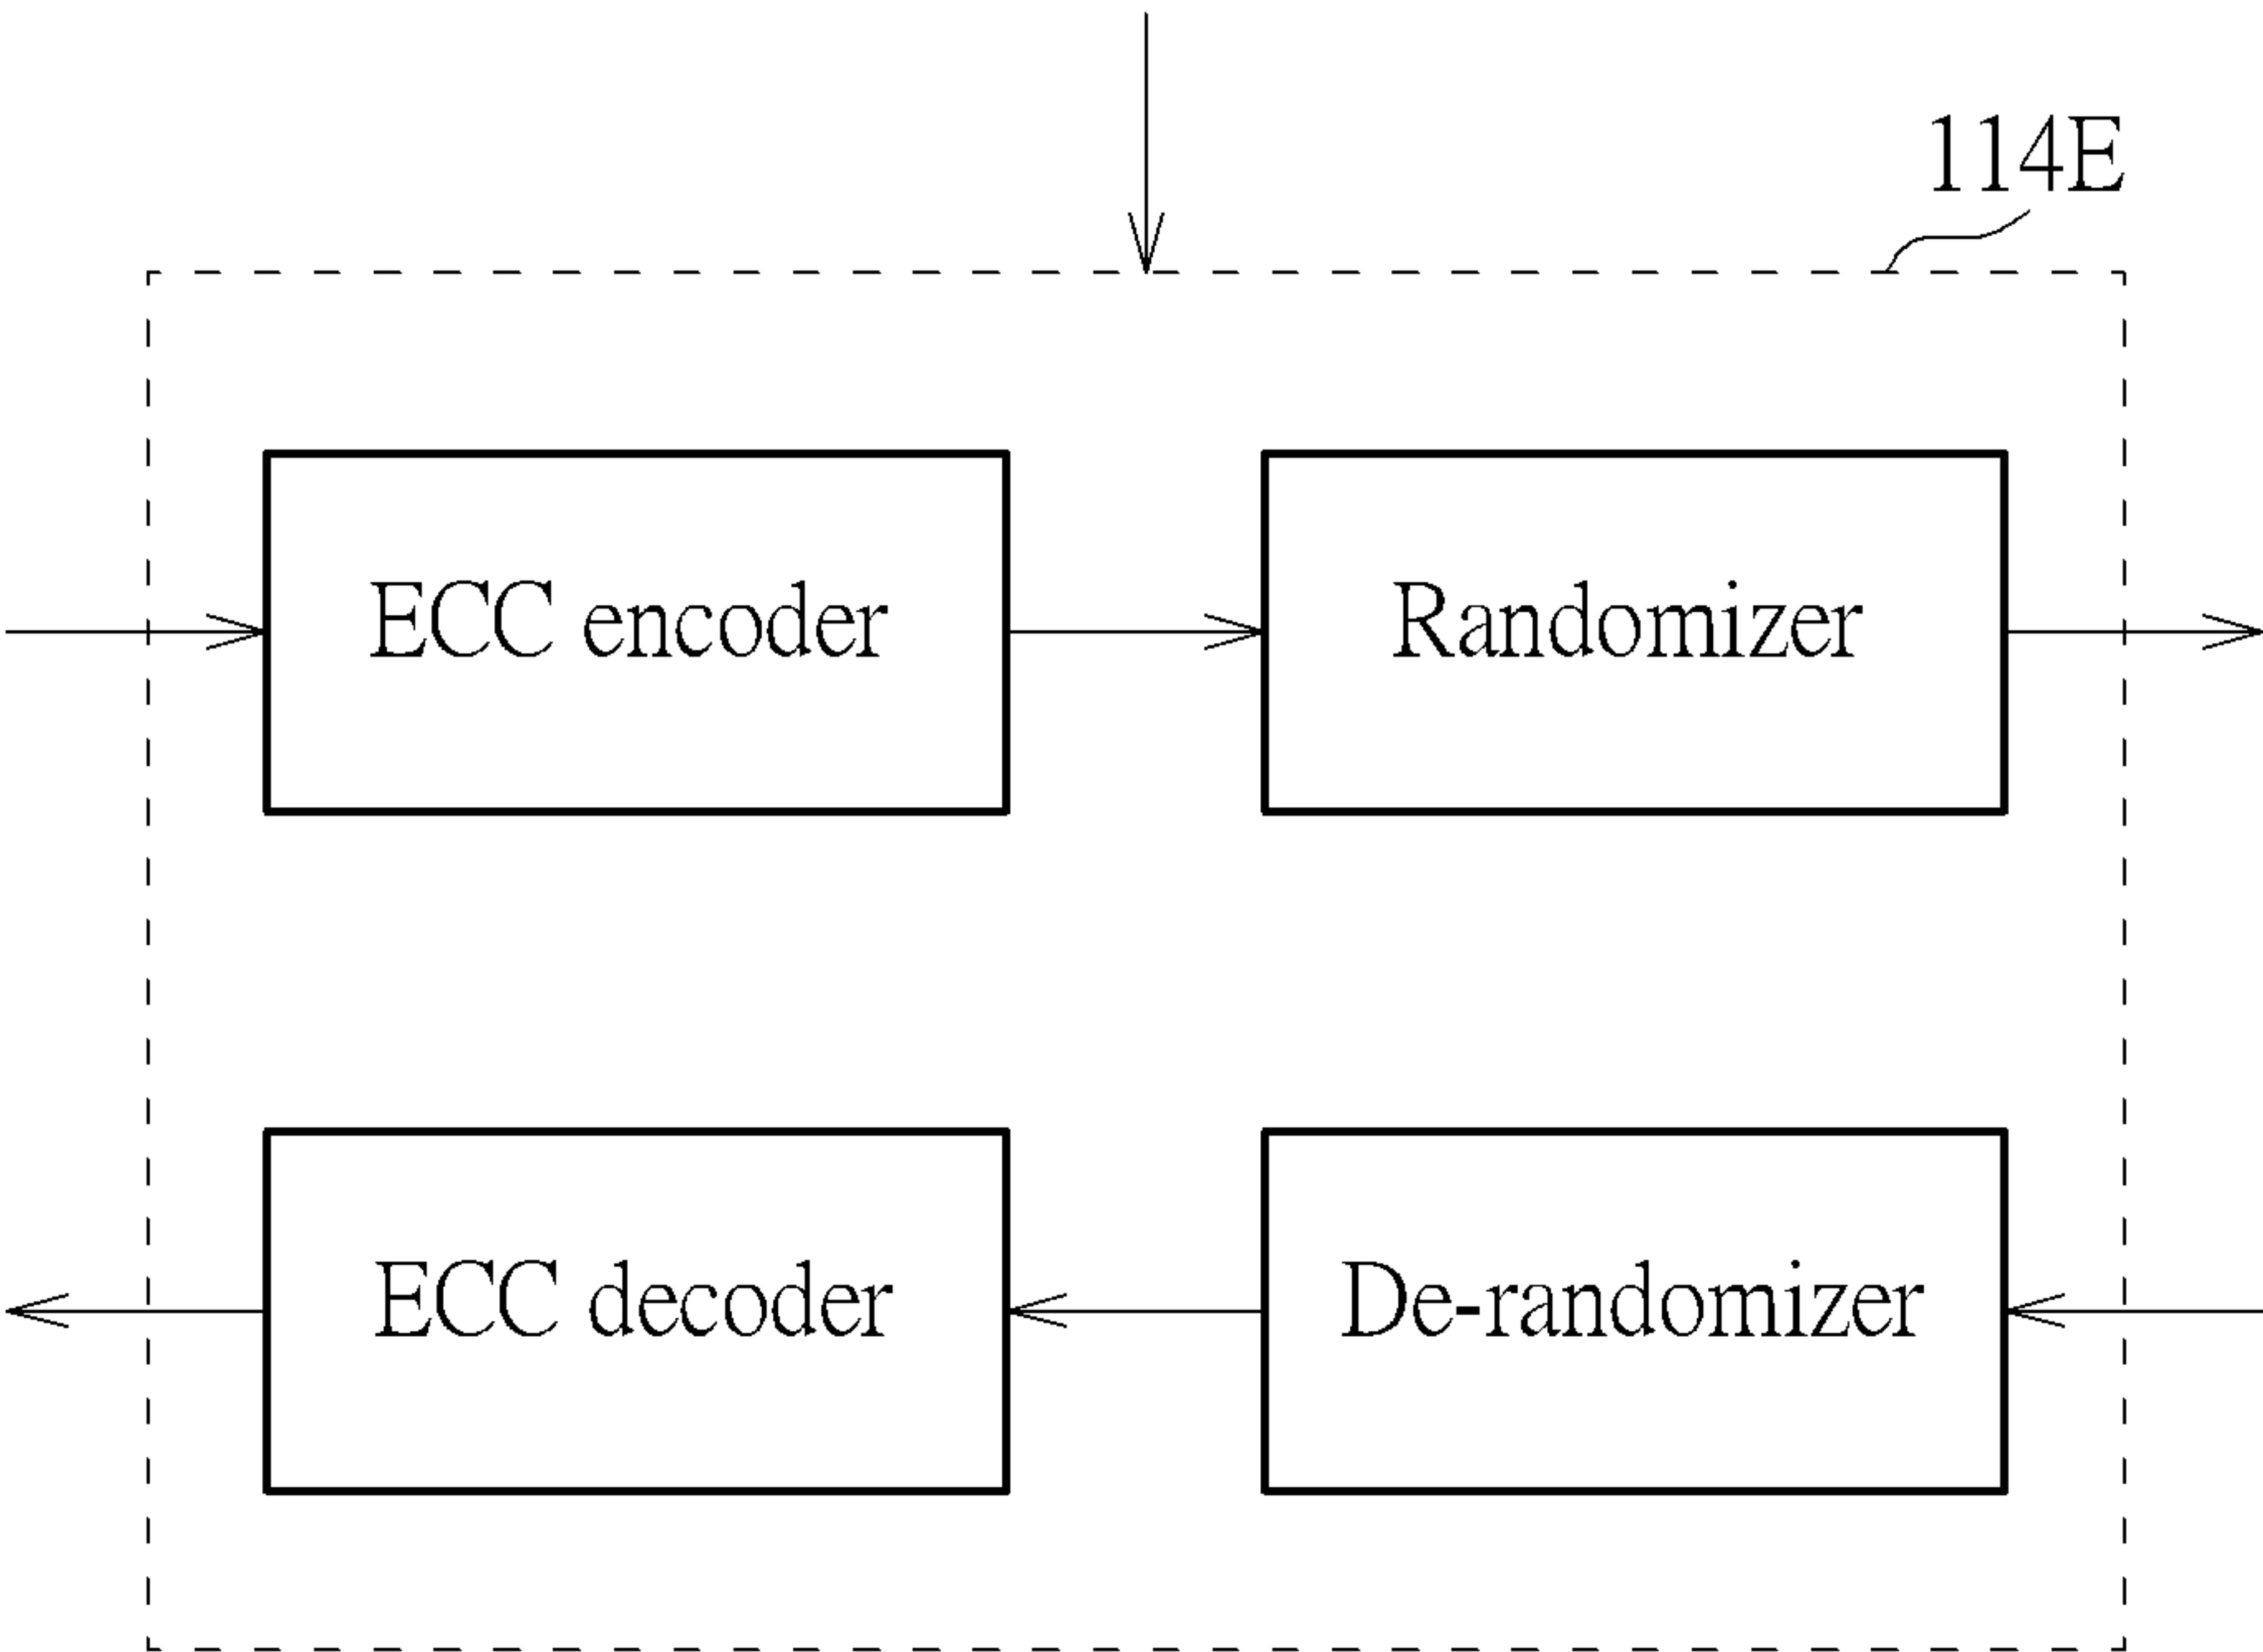 114E
ECC encoder
Randomizer
ECC decoder
De-randomizer